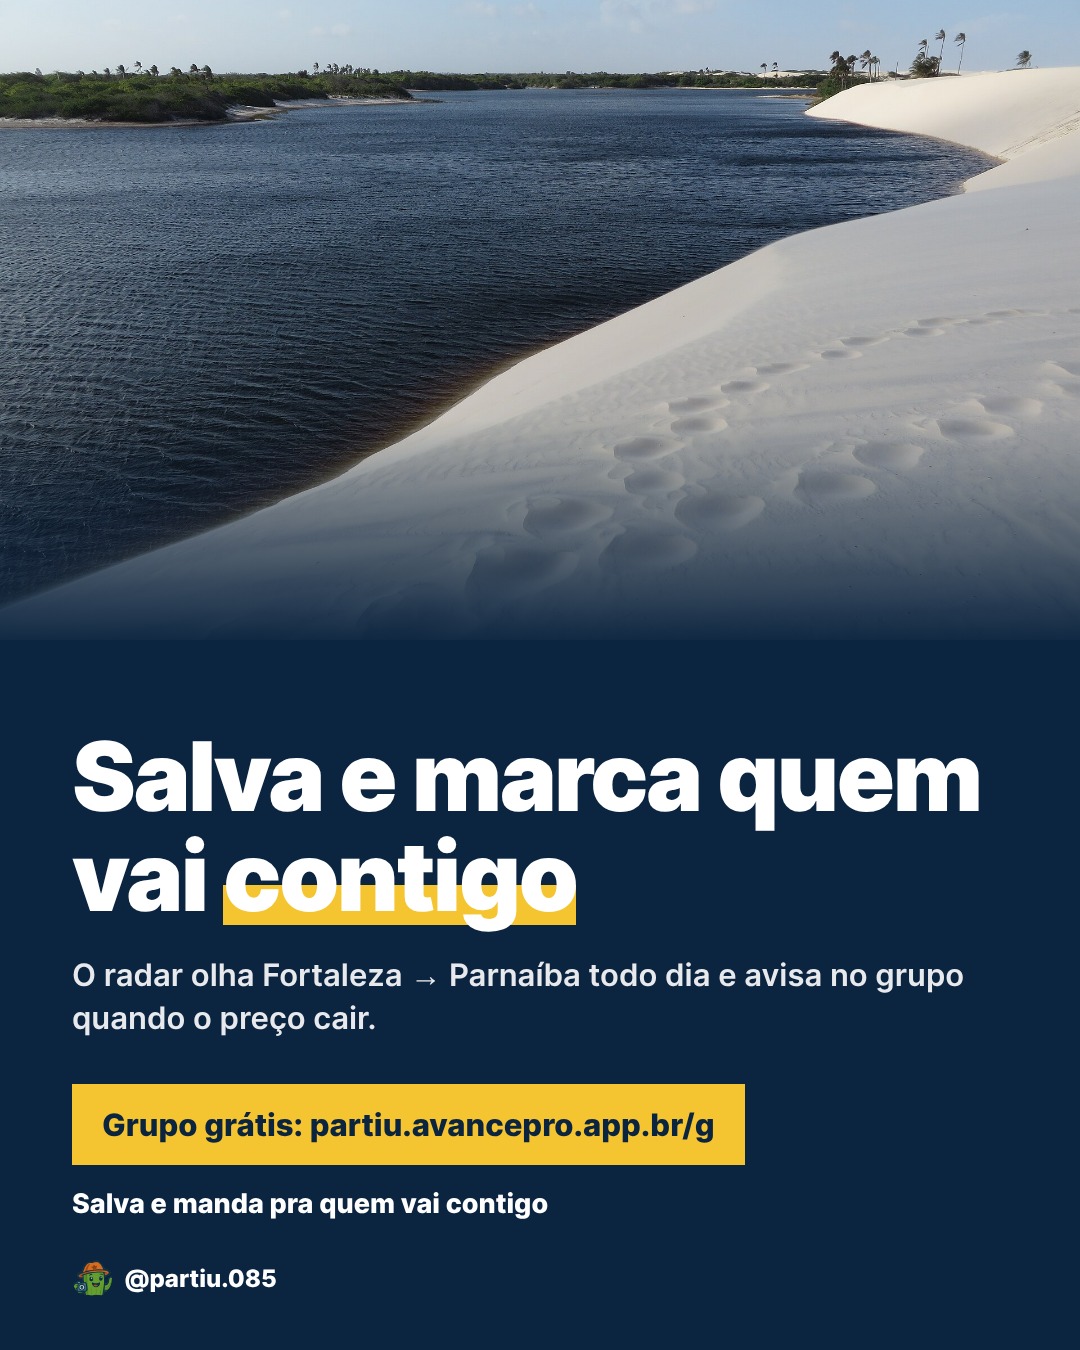 Salva e marca quem
vai contigo
O radar olha Fortaleza → Parnaíba todo dia e avisa no grupo
quando o preço cair.
Grupo grátis: partiu.avancepro.app.br/g
Salva e manda pra quem vai contigo
@partiu.085